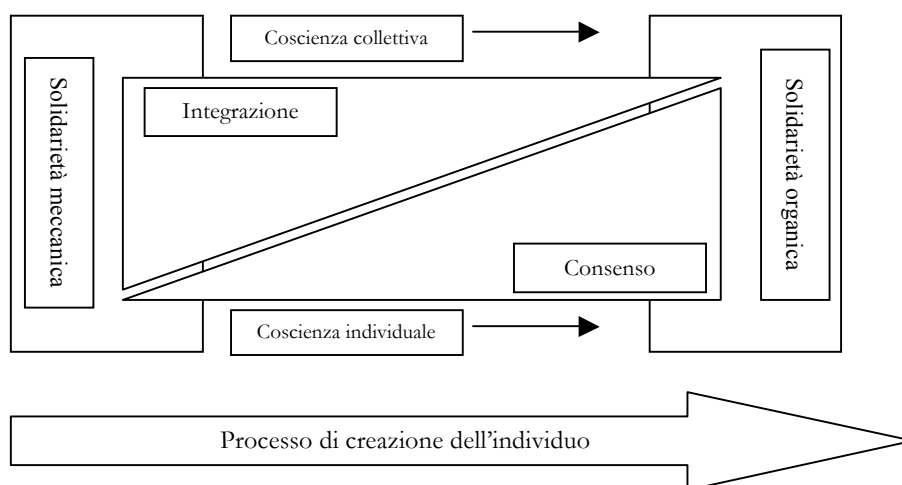 Coscienza collettiva
Solidarietà meccanica
Integrazione
Solidarietà organica
Consenso
Coscienza individuale
Processo di creazione dell’individuo